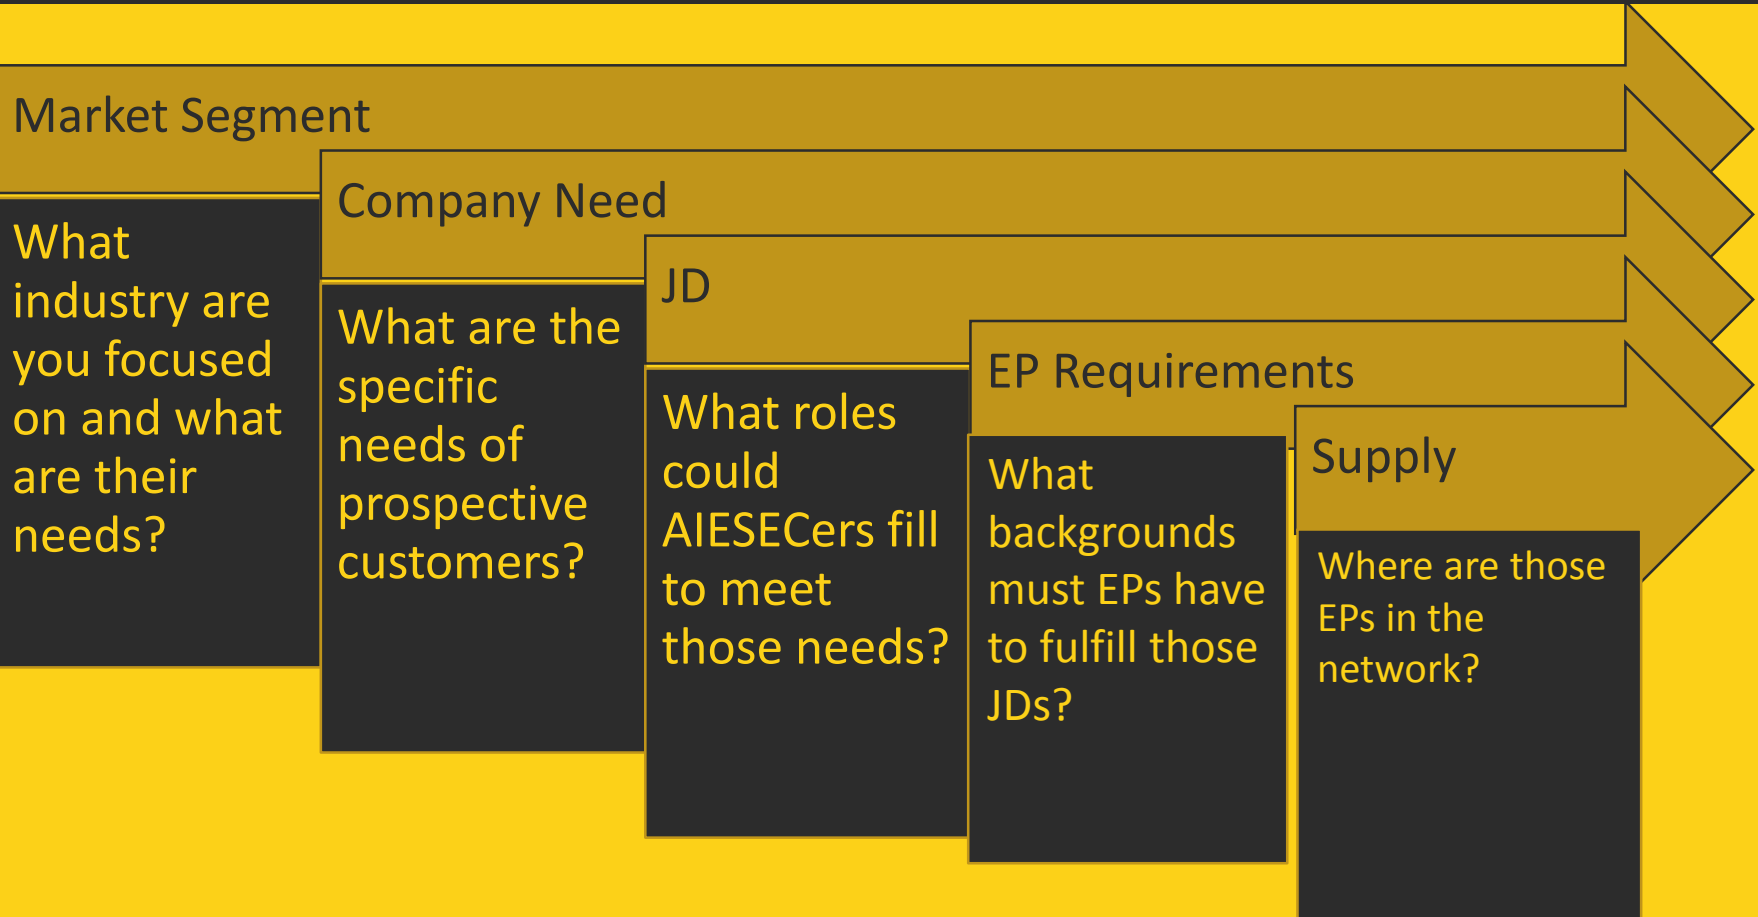 Market Segment
What
industry are
you focused
on and what
are their
needs?
Company Need
What are the
specific
needs of
prospective
customers?
JD
What roles
could
AIESECers fill
to meet
those needs?
EP Requirements
What
backgrounds
must EPs have
to fulfill those
JDs?
Supply
Where are those
EPs in the
network?